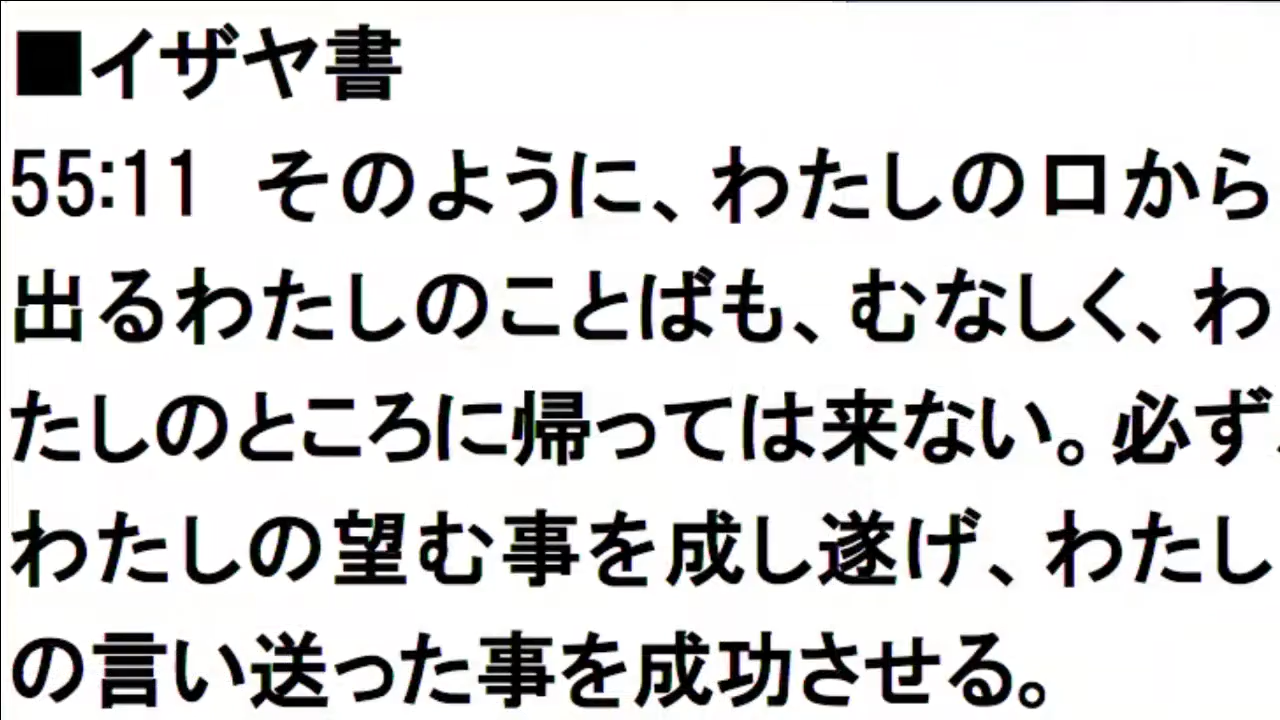 ■イザヤ書
55:11　そのように、わたしの口から
出るわたしのことばも、むなしく、わ
たしのところに帰っては来ない。必ず、
わたしの望む事を成し遂げ、わたし
の言い送った事を成功させる。